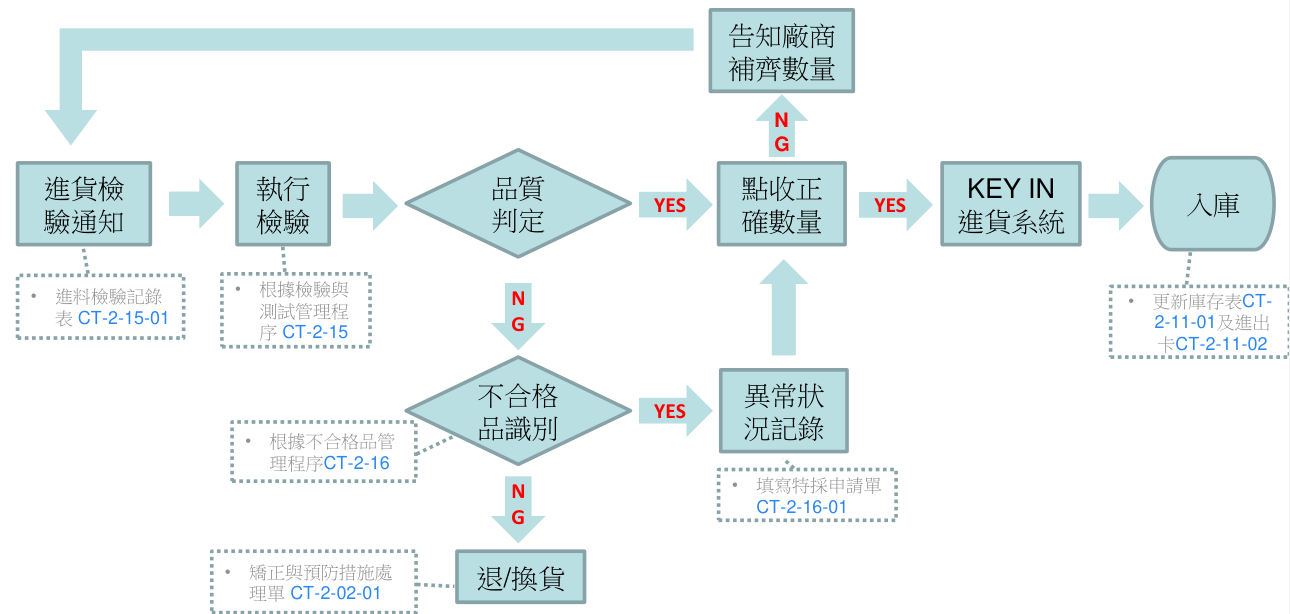 告知廠商
補齊數量
N
G
進貨檢
驗通知
執行
檢驗
品質
判定
YES
點收正
確數量
YES
KEY IN
進貨系統
入庫
• 進料檢驗記錄
表 CT-2-15-01
• 根據檢驗與
測試管理程
序 CT-2-15
N
G
• 更新庫存表CT-
2-11-01及進出
卡CT-2-11-02
不合格
品識別
YES
異常狀
況記錄
• 根據不合格品管
理程序CT-2-16
• 填寫特採申請單
CT-2-16-01
N
G
退/換貨
• 矯正與預防措施處
理單 CT-2-02-01